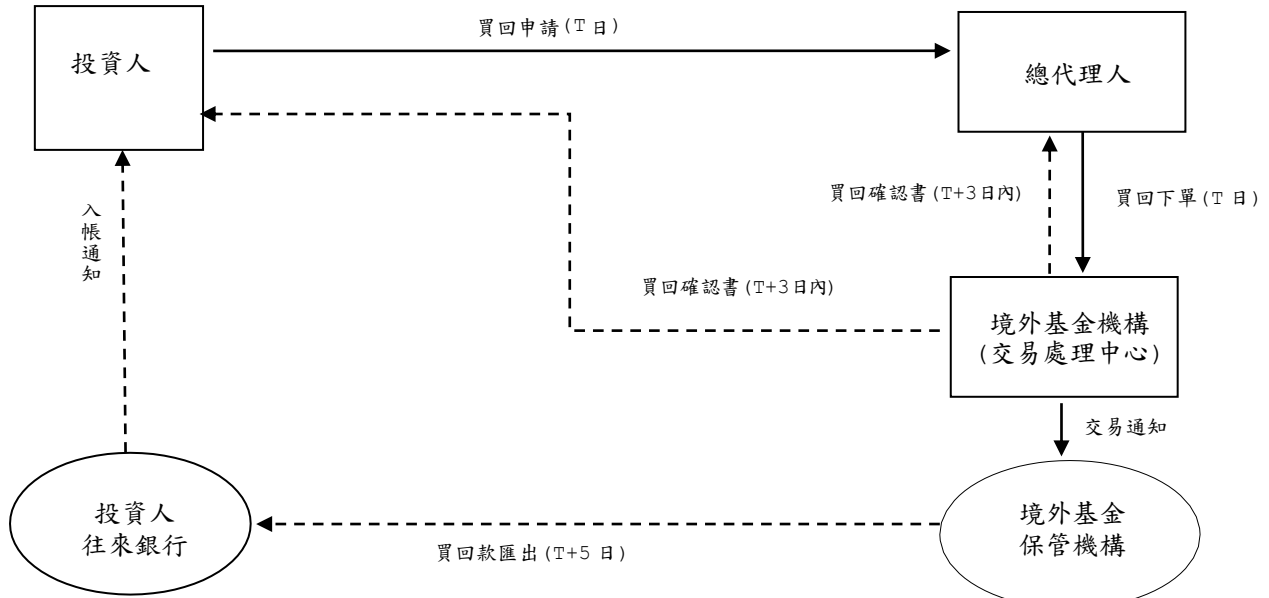 買回申請(T日)
投資人
總代理人
買回確認書(T+3日內)
買回下單(T日)
入帳通知
買回確認書(T+3日內)
境外基金機構
(交易處理中心)
交易通知
投資人
往來銀行
境外基金
保管機構
買回款匯出(T+5日)